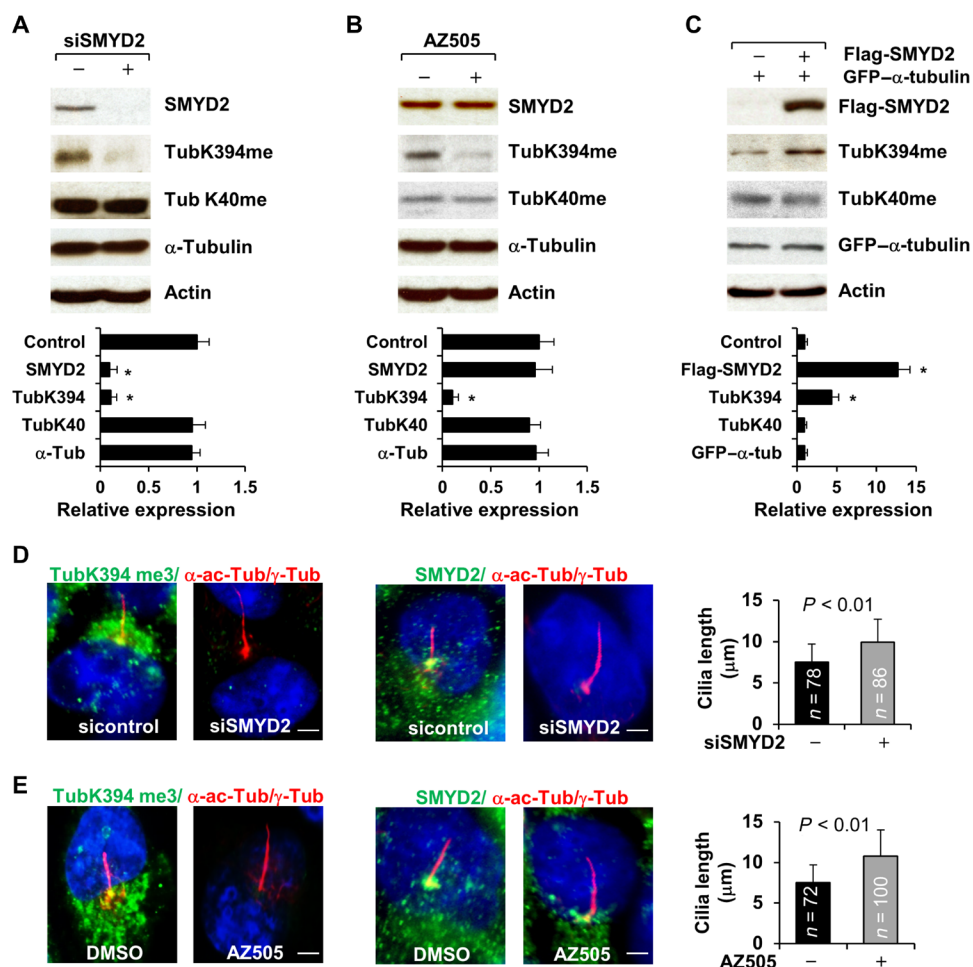 A
siSMYD2
– +
SMYD2
TubK394me
Tub K40me
α-Tubulin
Actin
Control
SMYD2 *
TubK394 *
TubK40
α-Tub
0 0.5 1 1.5
Relative expression
B
AZ505
– +
SMYD2
TubK394me
TubK40me
α-Tubulin
Actin
Control
SMYD2
TubK394 *
TubK40
α-Tub
0 0.5 1 1.5
Relative expression
C
– + Flag-SMYD2
+ + GFP–α-tubulin
Flag-SMYD2
TubK394me
TubK40me
GFP–α-tubulin
Actin
Control
Flag-SMYD2 *
TubK394 *
TubK40
GFP–α-tub
0 5 10 15
Relative expression
D
TubK394 me3/ α-ac-Tub/γ-Tub
sicontrol siSMYD2
SMYD2/ α-ac-Tub/γ-Tub
sicontrol siSMYD2
P < 0.01
Cilia length
(μm)
15
10
5
0
n = 78
n = 86
siSMYD2 – +
E
TubK394 me3/ α-ac-Tub/γ-Tub
DMSO AZ505
SMYD2/ α-ac-Tub/γ-Tub
DMSO AZ505
P < 0.01
Cilia length
(μm)
15
10
5
0
n = 72
n = 100
AZ505 – +